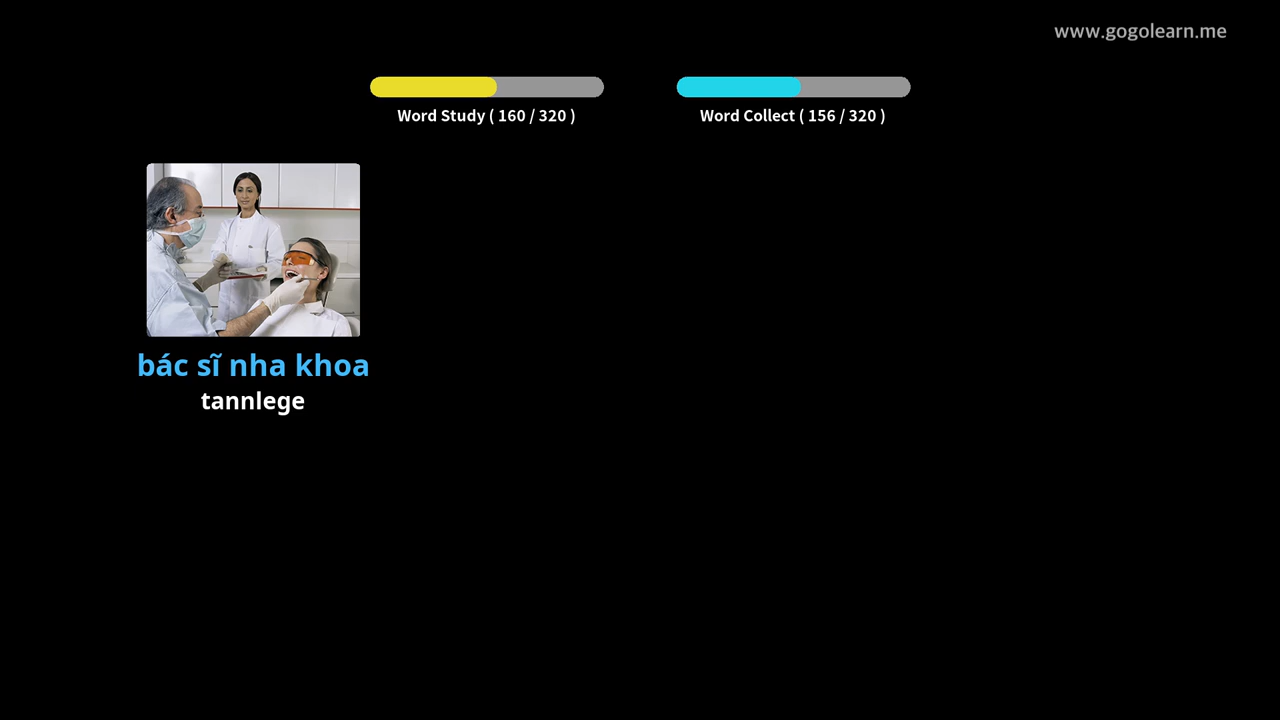 www.gogolearn.me
Word Study ( 160 / 320 )
Word Collect ( 156 / 320 )
bác sĩ nha khoa
tannlege